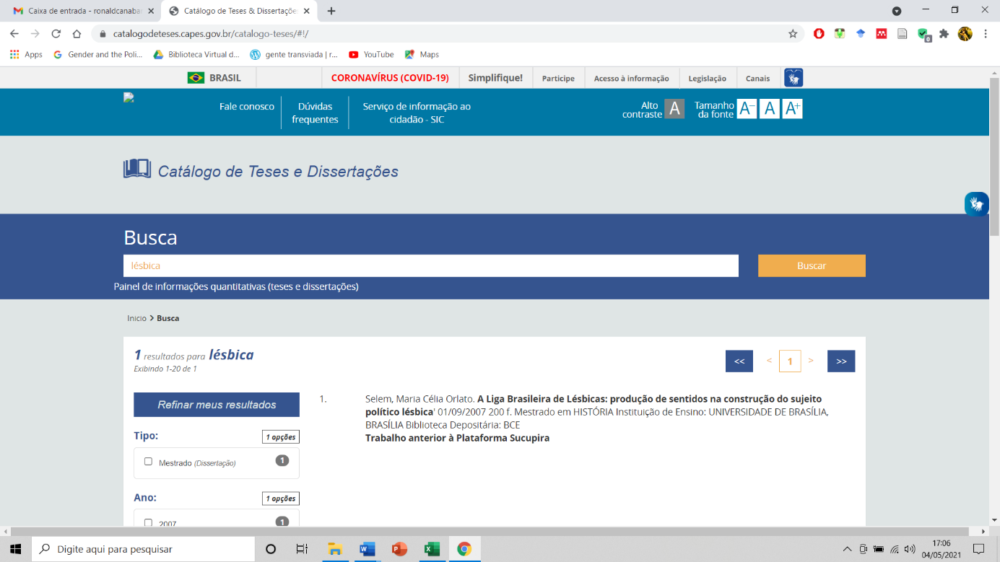 Caixa de entrada - ronaldcanaba
Catálogo de Teses & Dissertaçõe
catalogodeteses.capes.gov.br/catalogo-teses/#!/
Apps
Gender and the Poli...
Biblioteca Virtual d...
gente transviada | r...
YouTube
Maps
BRASIL
CORONAVÍRUS (COVID-19)
Simplifique!
Participe
Acesso à informação
Legislação
Canais
Fale conosco
Dúvidas
frequentes
Serviço de informação ao
cidadão - SIC
Alto
contraste
A
Tamanho
da fonte
A− A A+
Catálogo de Teses e Dissertações
Busca
lésbica
Buscar
Painel de informações quantitativas (teses e dissertações)
Inicio > Busca
1 resultados para lésbica
Exibindo 1-20 de 1
<< < 1 > >>
Refinar meus resultados
Tipo:
1 opções
Mestrado (Dissertação)
1
Ano:
1 opções
2007
1
1.
Selem, Maria Célia Orlato. A Liga Brasileira de Lésbicas: produção de sentidos na construção do sujeito
político lésbica' 01/09/2007 200 f. Mestrado em HISTÓRIA Instituição de Ensino: UNIVERSIDADE DE BRASÍLIA,
BRASÍLIA Biblioteca Depositária: BCE
Trabalho anterior à Plataforma Sucupira
Digite aqui para pesquisar
17:06
04/05/2021